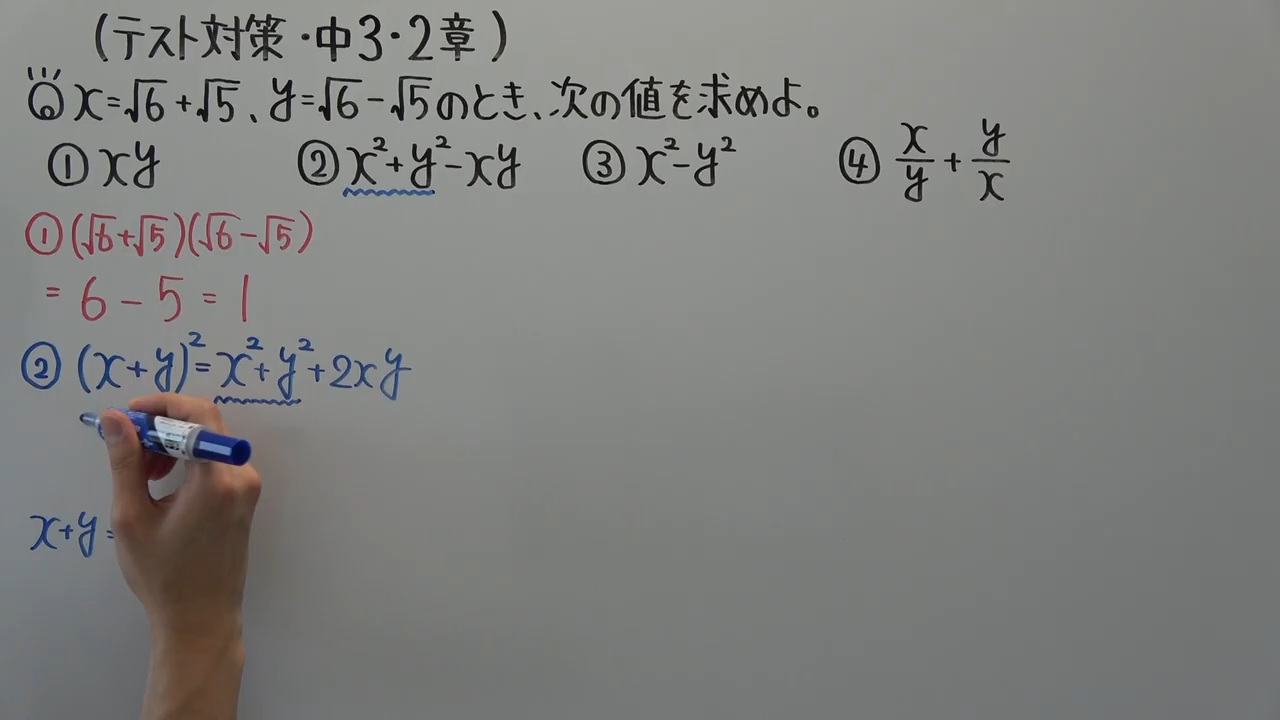 (テスト対策・中3・2章)
Q x=√6+√5、y=√6-√5のとき、次の値を求めよ。
① xy ② x²+y²-xy ③ x²-y² ④ x/y + y/x
① (√6+√5)(√6-√5)
= 6 - 5 = 1
② (x+y)²=x²+y²+2xy
x+y=